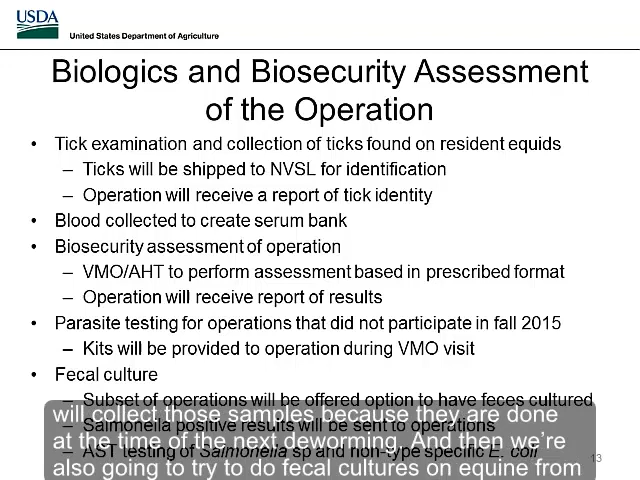 USDA
United States Department of Agriculture
Biologics and Biosecurity Assessment
of the Operation
• Tick examination and collection of ticks found on resident equids
– Ticks will be shipped to NVSL for identification
– Operation will receive a report of tick identity
• Blood collected to create serum bank
• Biosecurity assessment of operation
– VMO/AHT to perform assessment based in prescribed format
– Operation will receive report of results
• Parasite testing for operations that did not participate in fall 2015
– Kits will be provided to operation during VMO visit
• Fecal culture
– Subset of operations will be offered option to have feces cultured
– Salmonella positive results will be sent to operations
– AST testing of Salmonella sp and non-type specific E. coli
will collect those samples because they are done
at the time of the next deworming. And then we're
also going to try to do fecal cultures on equine from
13